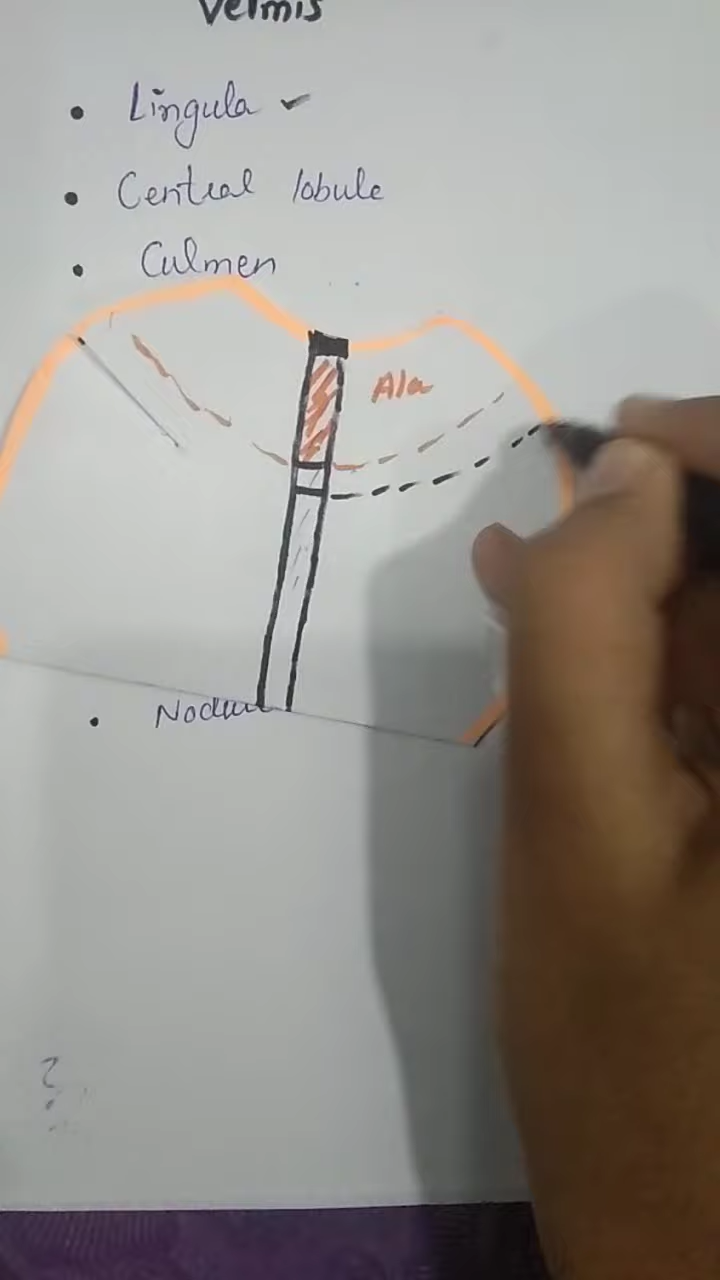 Vermis
• Lingula ✓
• Central lobule
• Culmen
Ala